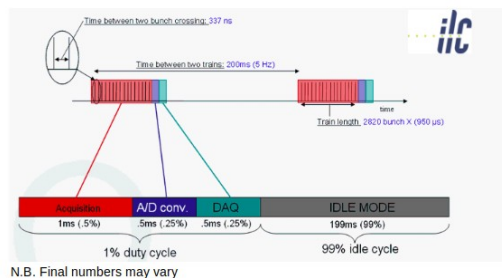 Time between two bunch crossing: 337 ns
ilc
Time between two trains: 200ms (5 Hz)
time
Train length: 2820 bunch X (950 µs)
Acquisition
A/D conv.
DAQ
IDLE MODE
1ms (.5%)
.5ms (.25%)
.5ms (.25%)
199ms (99%)
1% duty cycle
99% idle cycle
N.B. Final numbers may vary